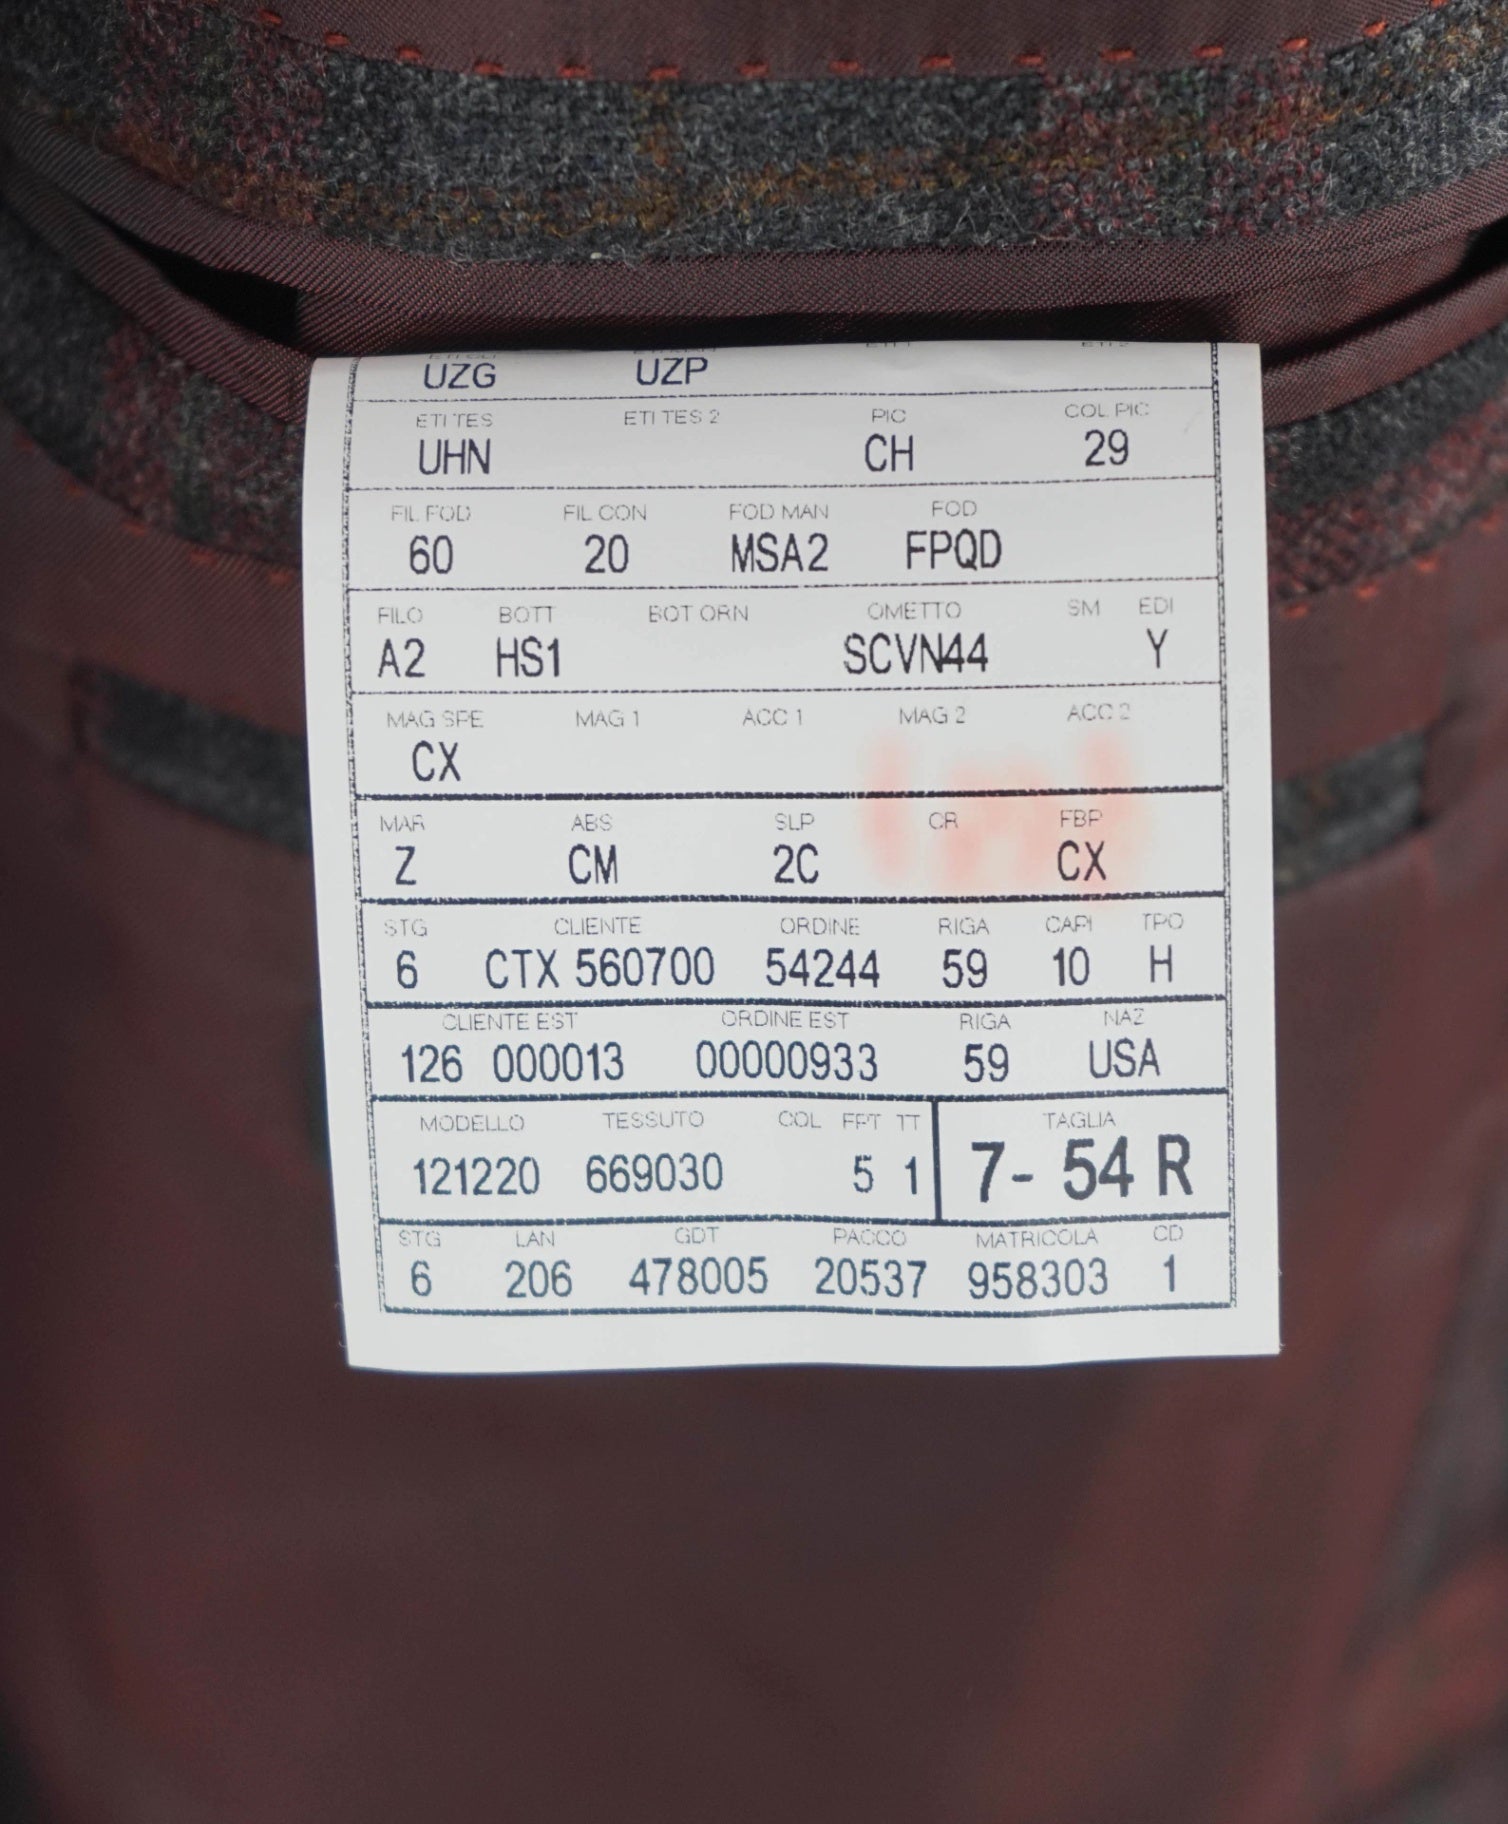 UZG UZP
ETI TES ETI TES 2 PIC COL PIC
UHN CH 29
FIL FOD FIL CON FOD MAN FOD
60 20 MSA2 FPQD
FILO BOTT BOT ORN OMETTO SM EDI
A2 HS1 SCVN44 Y
MAG SPE MAG 1 ACC 1 MAG 2 ACC 2
CX
MAR ABS SLP CR FBP
Z CM 2C CX
STG CLIENTE ORDINE RIGA CAPI TPO
6 CTX 560700 54244 59 10 H
CLIENTE EST ORDINE EST RIGA NAZ
126 000013 00000933 59 USA
MODELLO TESSUTO COL FPT TT TAGLIA
121220 669030 5 1 7- 54 R
STG LAN GDT PACCO MATRICOLA CD
6 206 478005 20537 958303 1